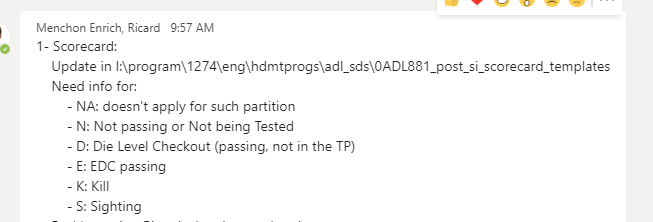 Menchon Enrich, Ricard 9:57 AM
1- Scorecard:
Update in I:\program\1274\eng\hdmtprogs\adl_sds\0ADL881_post_si_scorecard_templates
Need info for:
- NA: doesn't apply for such partition
- N: Not passing or Not being Tested
- D: Die Level Checkout (passing, not in the TP)
- E: EDC passing
- K: Kill
- S: Sighting